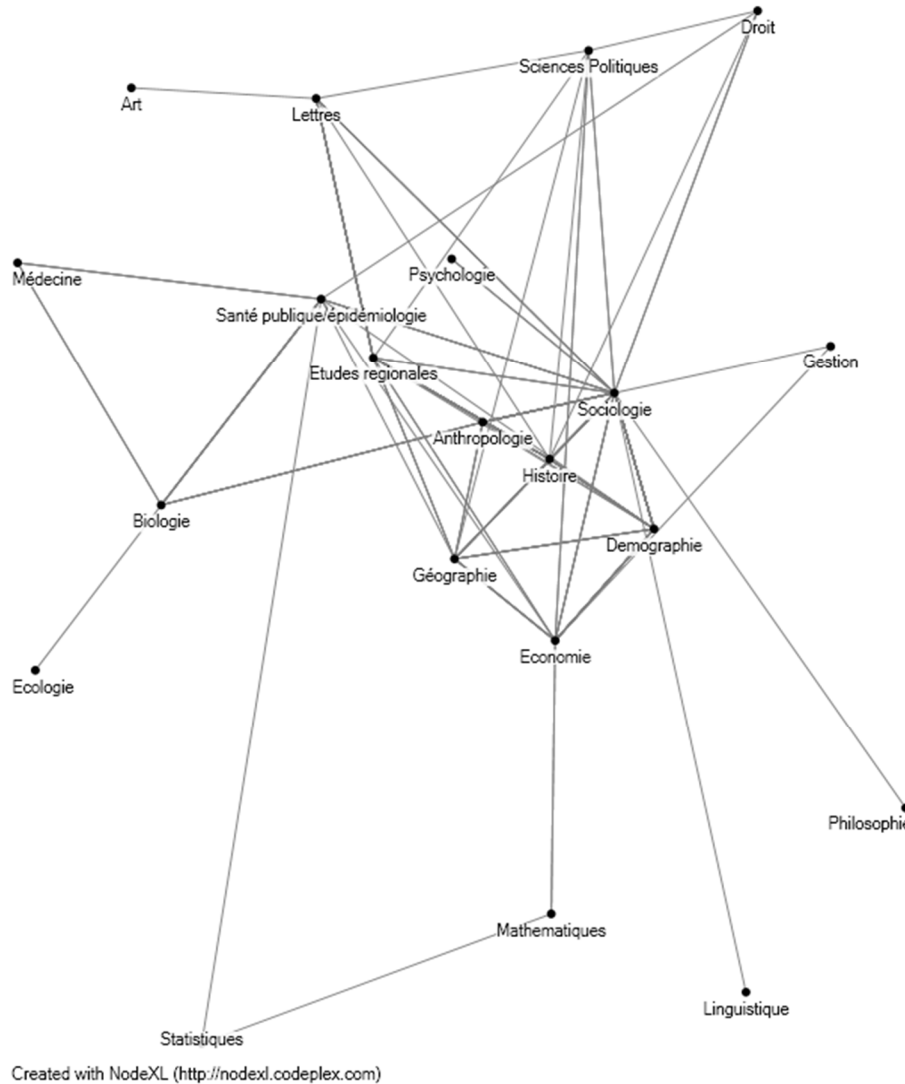 Droit
Sciences Politiques
Art
Lettres
Médecine
Psychologie
Santé publique/épidémiologie
Gestion
Etudes regionales
Sociologie
Anthropologie
Histoire
Biologie
Demographie
Géographie
Economie
Ecologie
Philosophie
Mathematiques
Linguistique
Statistiques
Created with NodeXL (http://nodexl.codeplex.com)